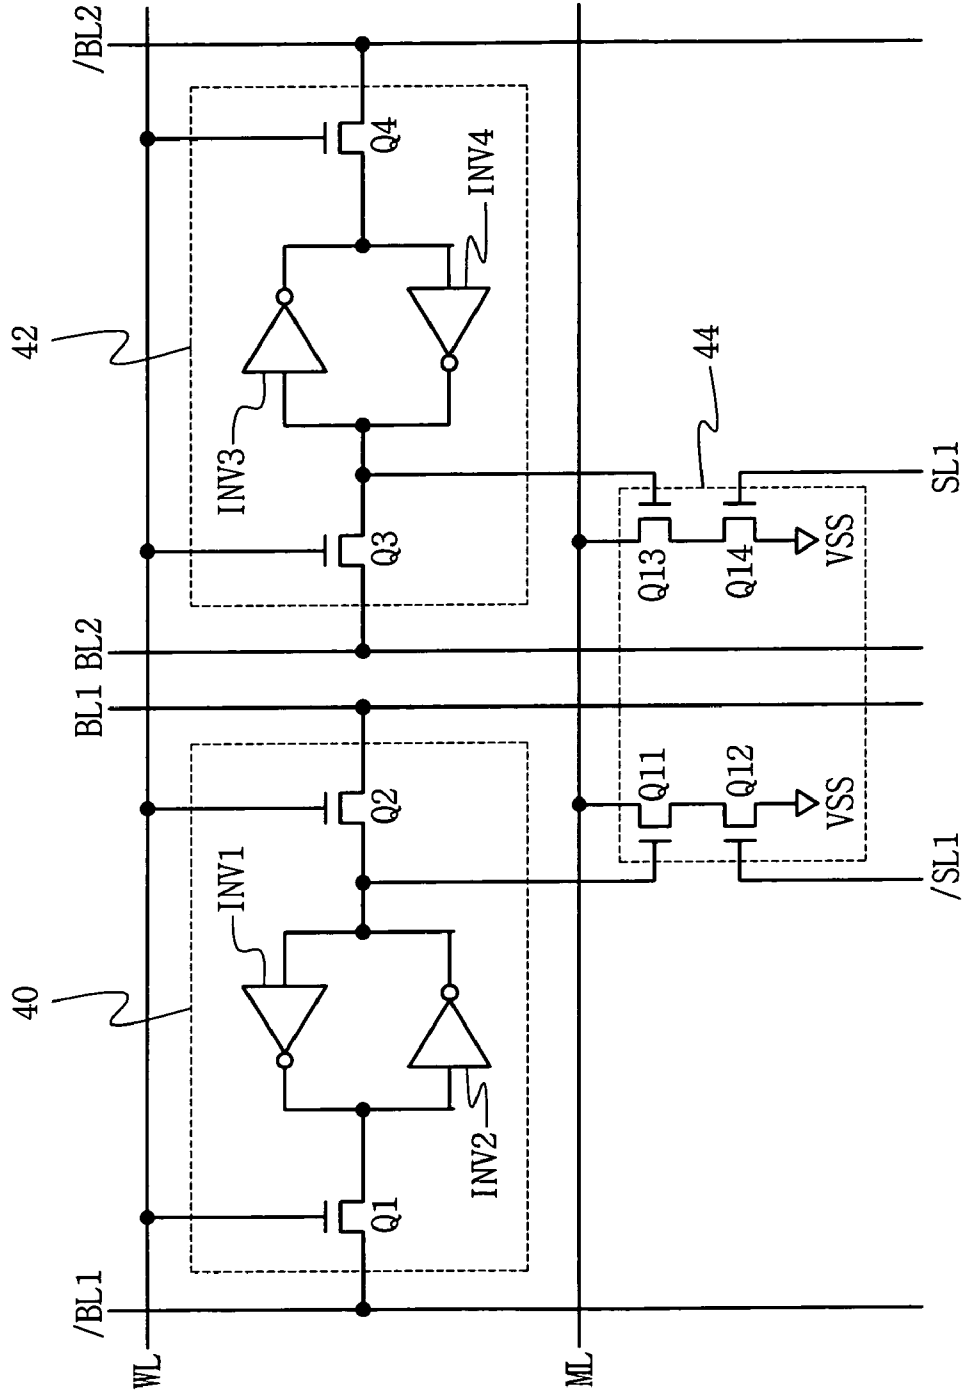 /BL1
BL1
BL2
/BL2
WL
40
42
INV1
INV3
Q1
Q2
Q3
Q4
INV2
INV4
ML
44
Q11
Q13
Q12
Q14
VSS
VSS
/SL1
SL1